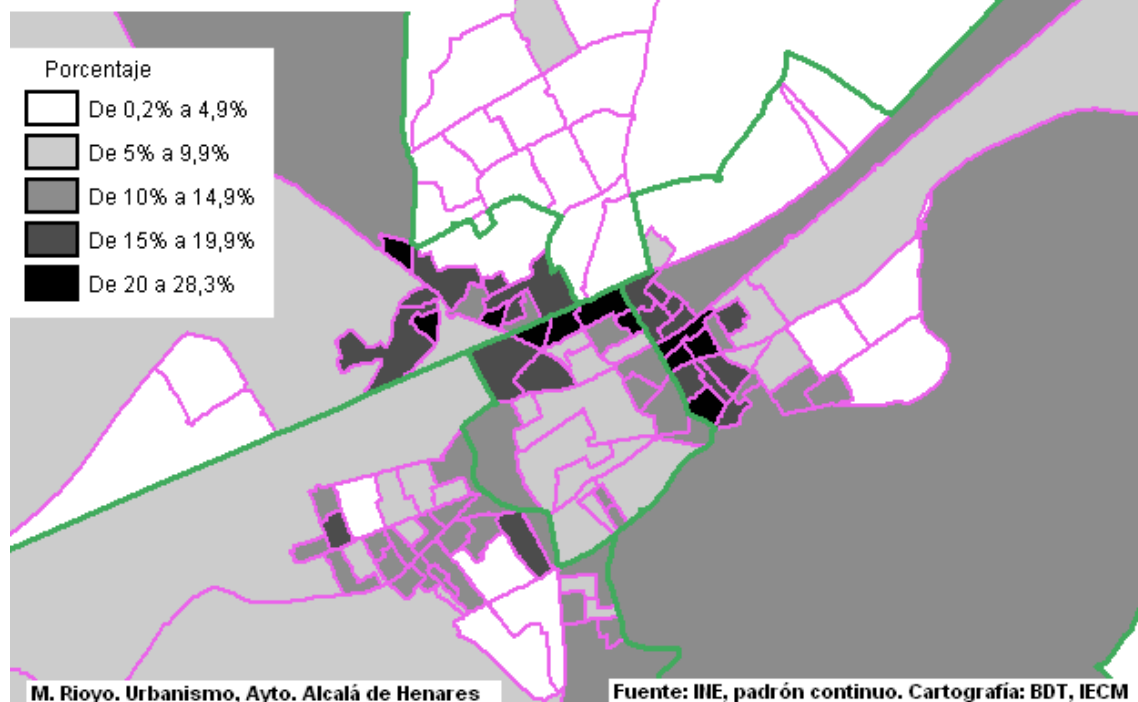 Porcentaje
De 0,2% a 4,9%
De 5% a 9,9%
De 10% a 14,9%
De 15% a 19,9%
De 20 a 28,3%
M. Rioyo. Urbanismo, Ayto. Alcalá de Henares
Fuente: INE, padrón continuo. Cartografía: BDT, IECM